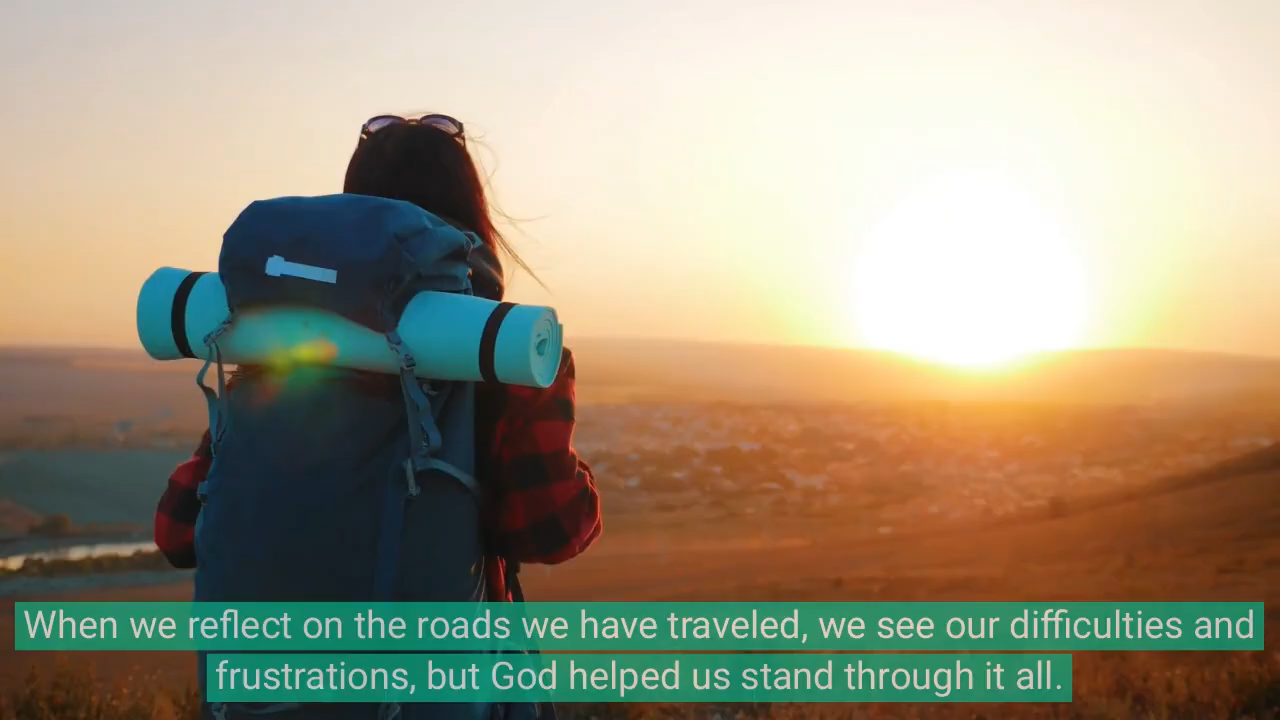 When we reflect on the roads we have traveled, we see our difficulties and
frustrations, but God helped us stand through it all.